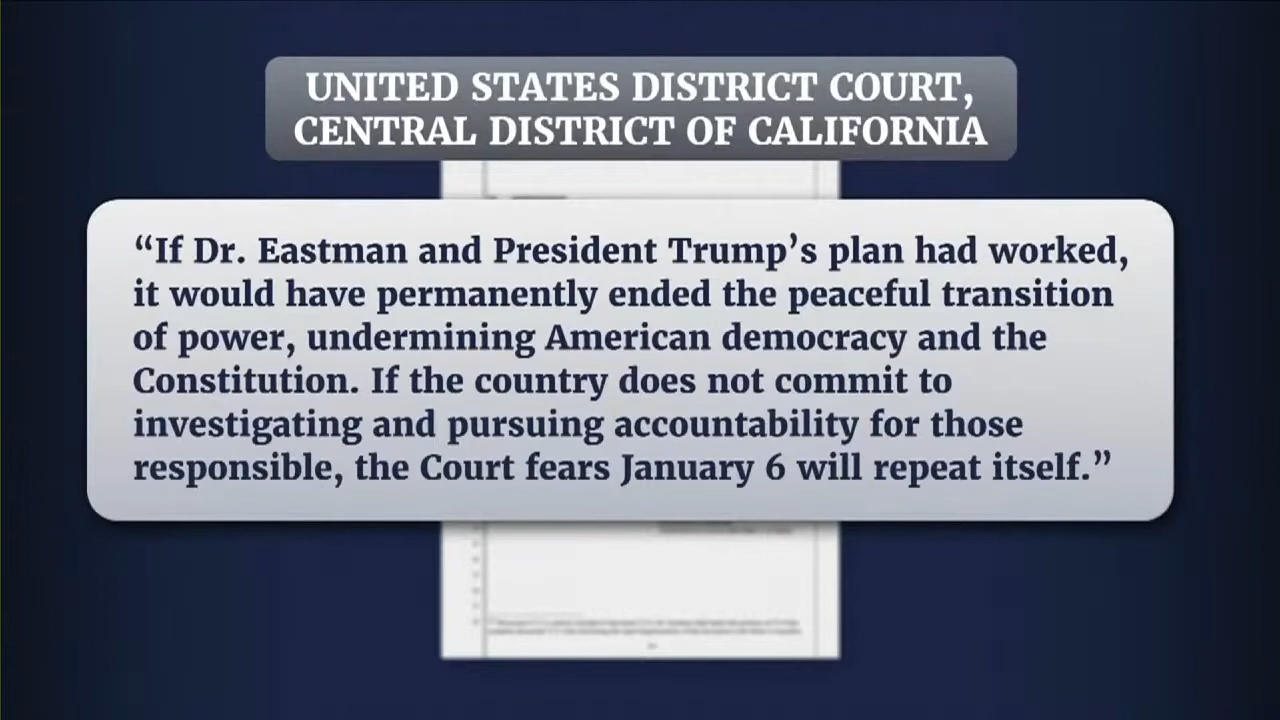 UNITED STATES DISTRICT COURT,
CENTRAL DISTRICT OF CALIFORNIA
“If Dr. Eastman and President Trump’s plan had worked,
it would have permanently ended the peaceful transition
of power, undermining American democracy and the
Constitution. If the country does not commit to
investigating and pursuing accountability for those
responsible, the Court fears January 6 will repeat itself.”